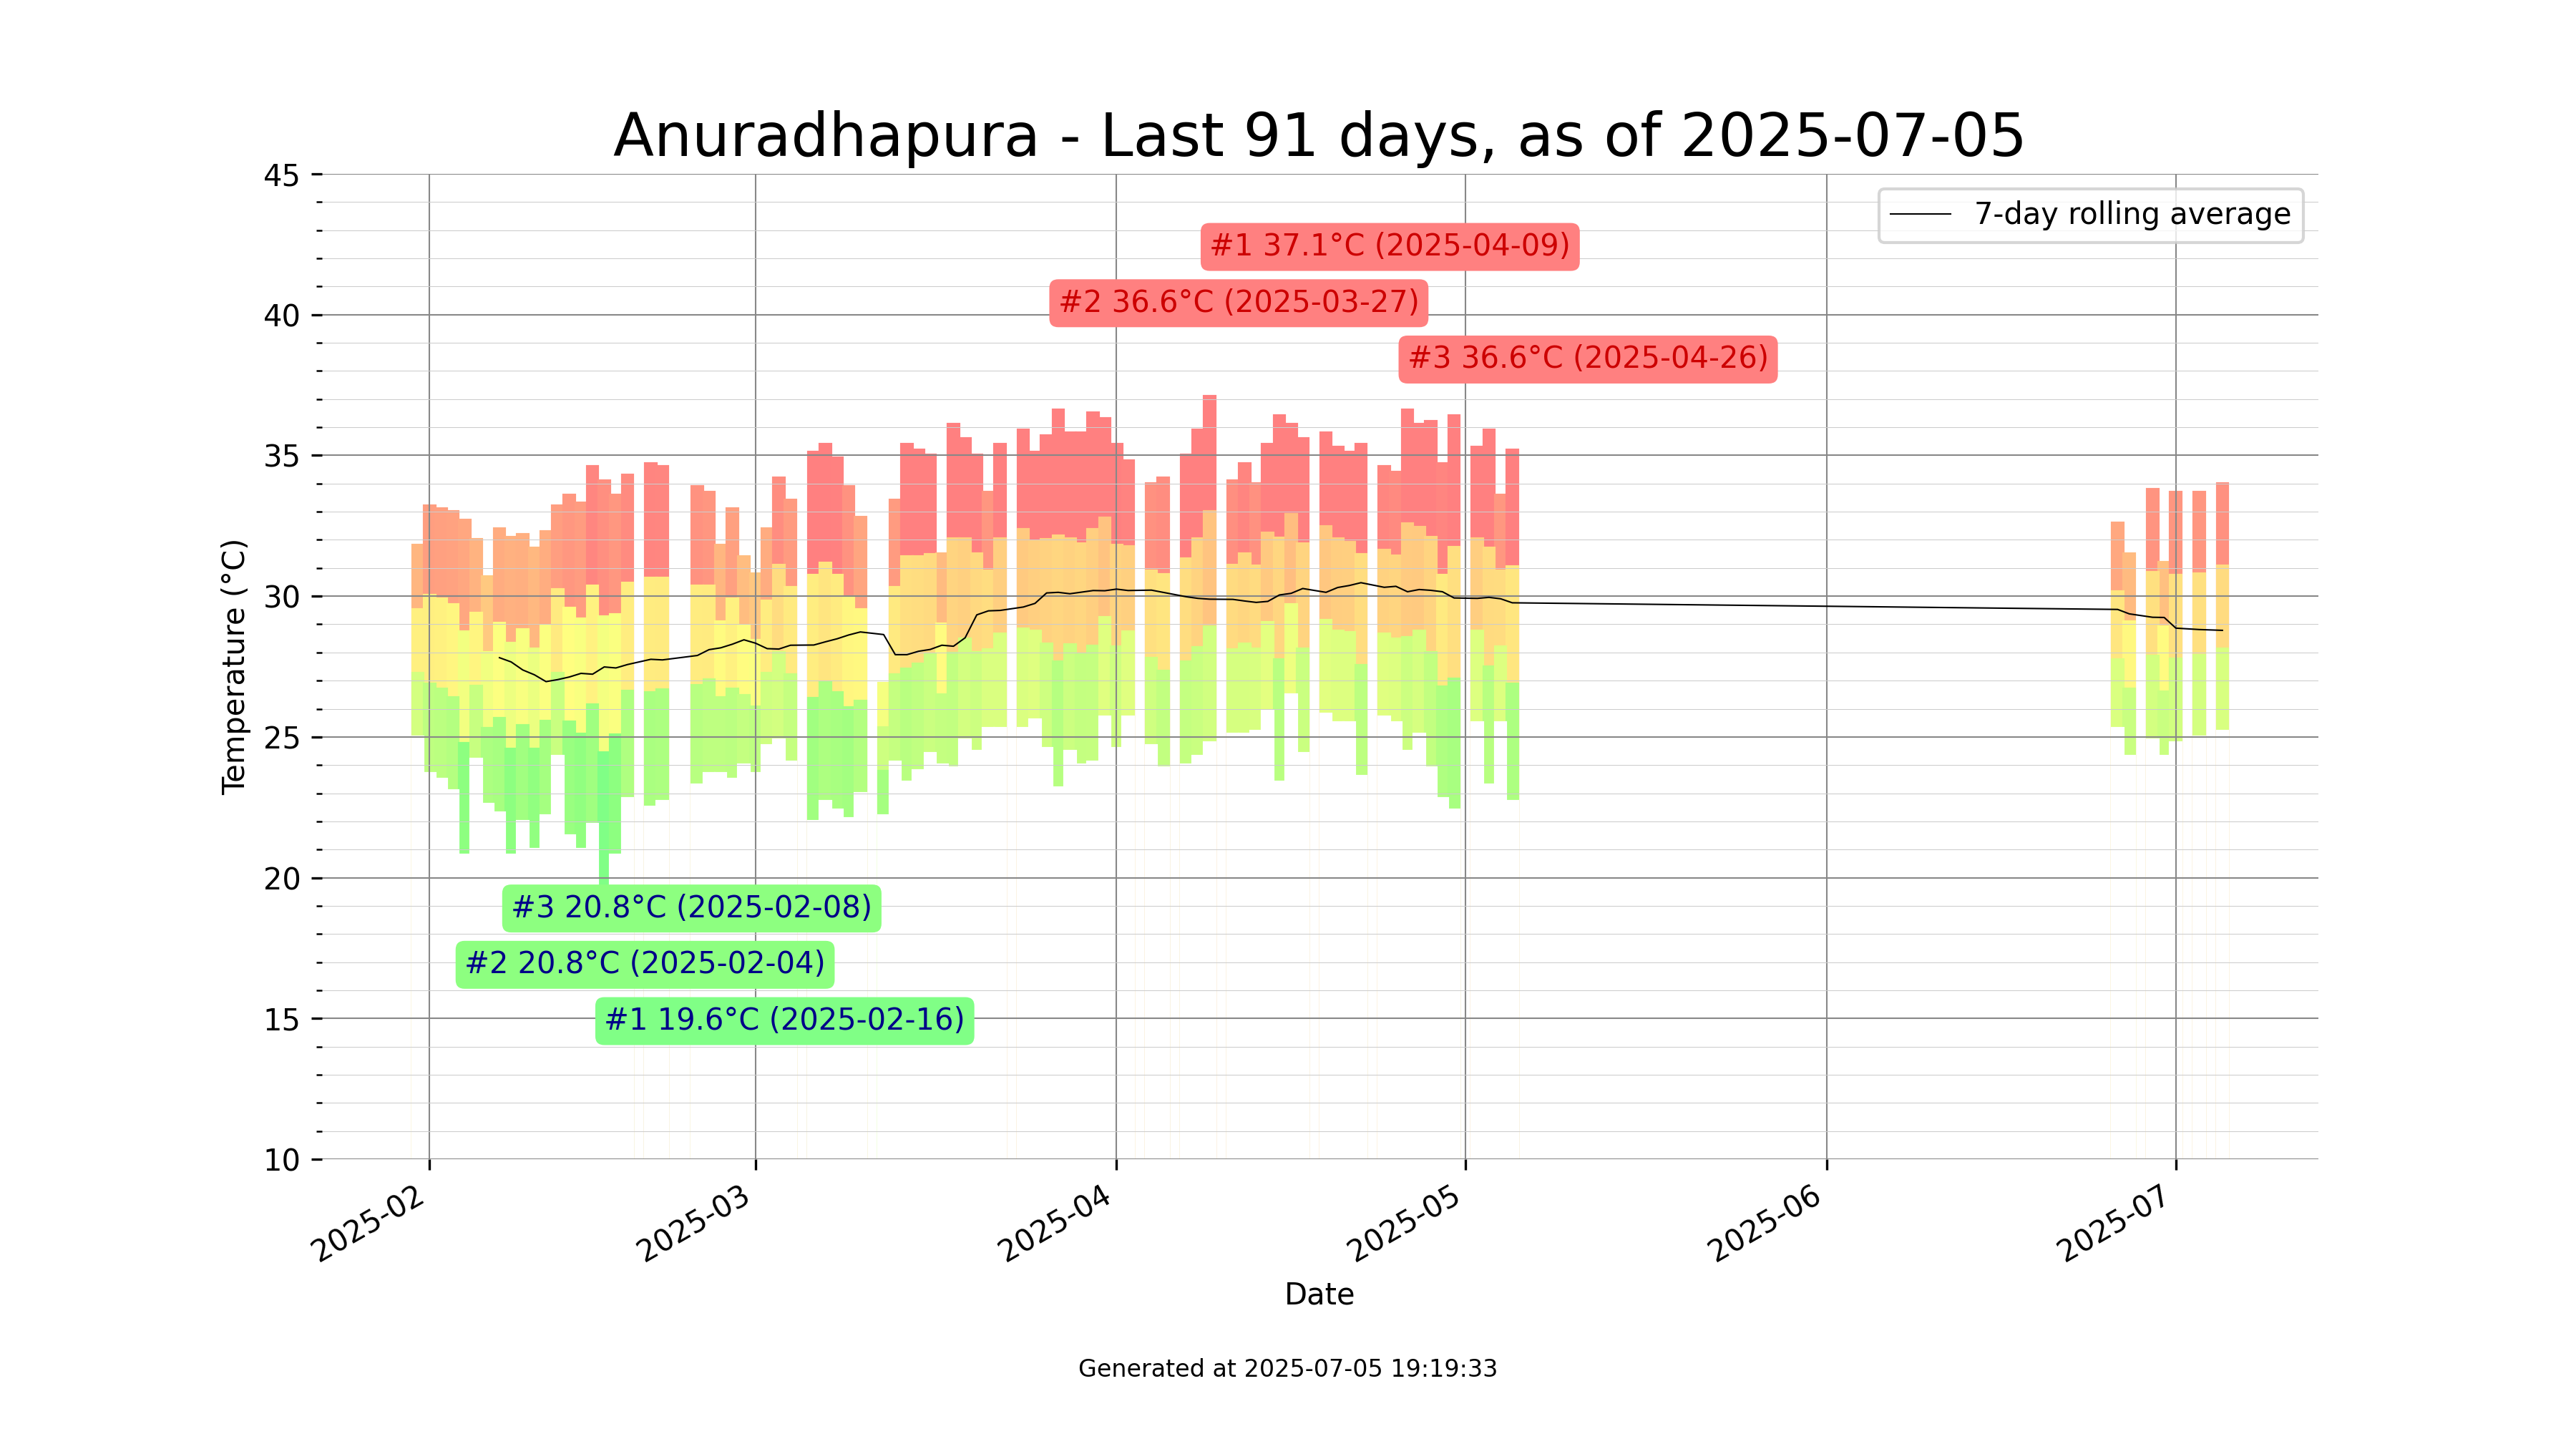 Anuradhapura - Last 91 days, as of 2025-07-05
45
7-day rolling average
#1 37.1°C (2025-04-09)
#2 36.6°C (2025-03-27)
40
#3 36.6°C (2025-04-26)
35
30
Temperature (°C)
25
20
#3 20.8°C (2025-02-08)
#2 20.8°C (2025-02-04)
15
#1 19.6°C (2025-02-16)
10
2025-02
2025-03
2025-04
2025-05
2025-06
2025-07
Date
Generated at 2025-07-05 19:19:33